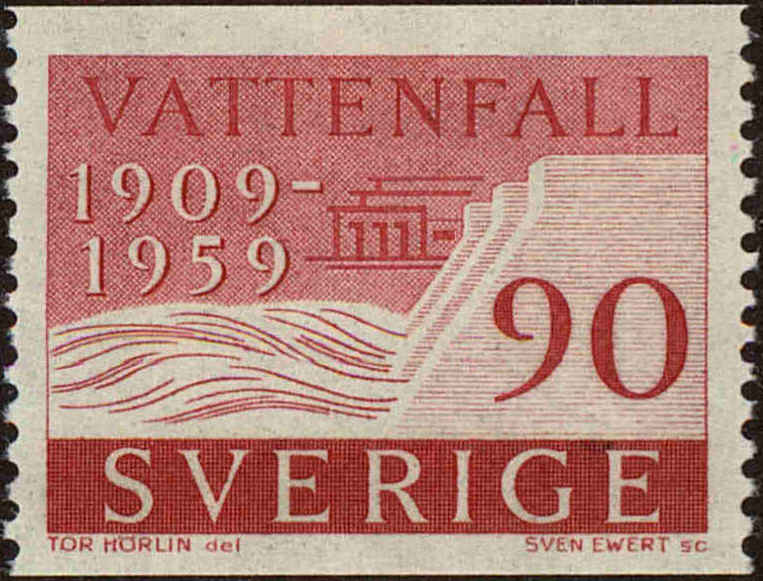 VATTENFALL
1909-
1959
90
SVERIGE
TOR HÖRLIN del
SVEN EWERT sc